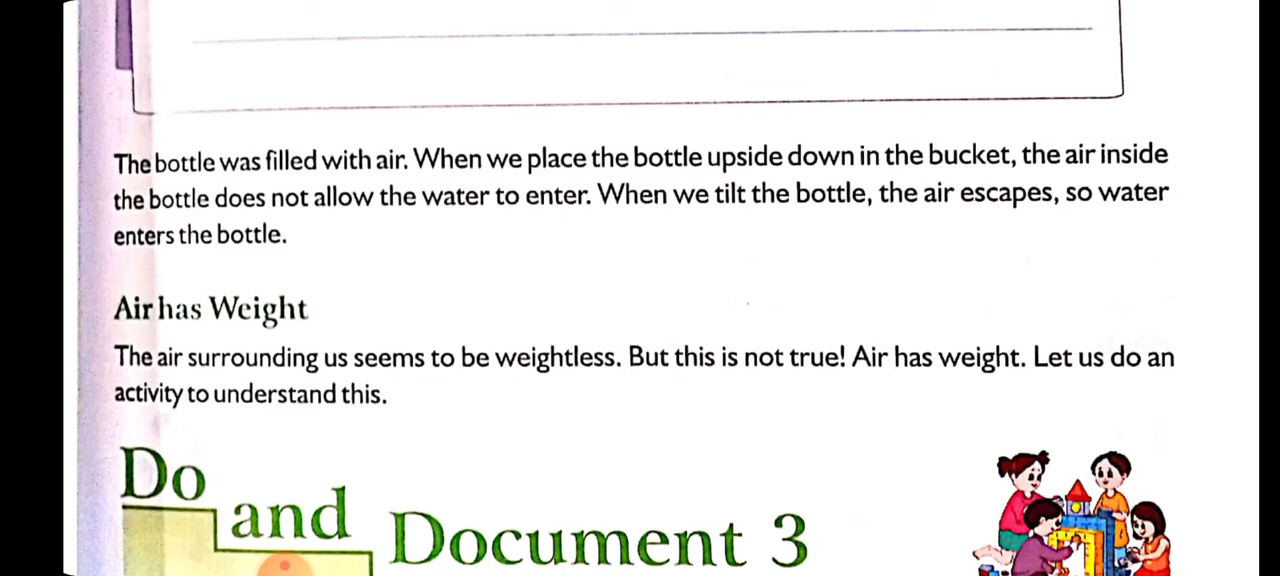 The bottle was filled with air. When we place the bottle upside down in the bucket, the air inside
the bottle does not allow the water to enter. When we tilt the bottle, the air escapes, so water
enters the bottle.
Air has Weight
The air surrounding us seems to be weightless. But this is not true! Air has weight. Let us do an
activity to understand this.
Do
and
Document 3